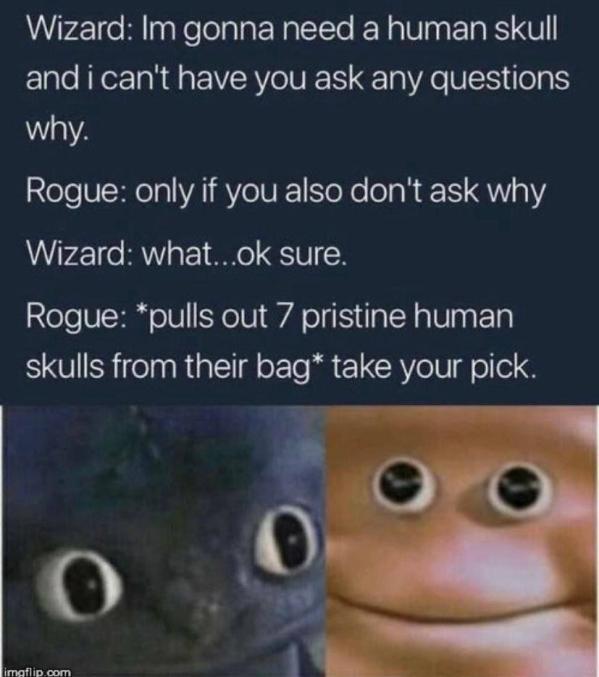 Wizard: Im gonna need a human skull
and i can't have you ask any questions
why.
Rogue: only if you also don't ask why
Wizard: what...ok sure.
Rogue: *pulls out 7 pristine human
skulls from their bag* take your pick.
imgflip.com